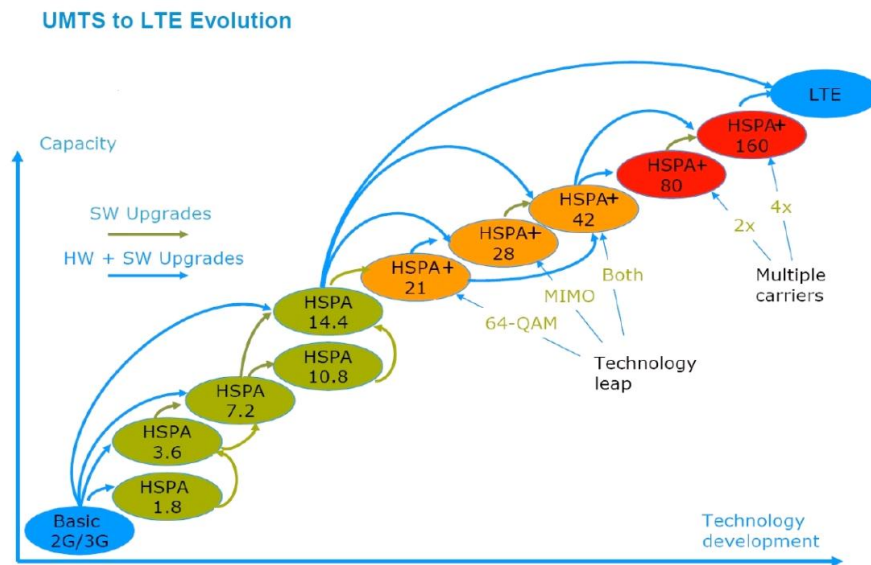 UMTS to LTE Evolution
Capacity
SW Upgrades
HW + SW Upgrades
LTE
HSPA+
160
HSPA+
80
4x
2x
Multiple
carriers
HSPA+
42
HSPA+
28
HSPA+
21
Both
MIMO
64-QAM
Technology
leap
HSPA
14.4
HSPA
10.8
HSPA
7.2
HSPA
3.6
HSPA
1.8
Basic
2G/3G
Technology
development